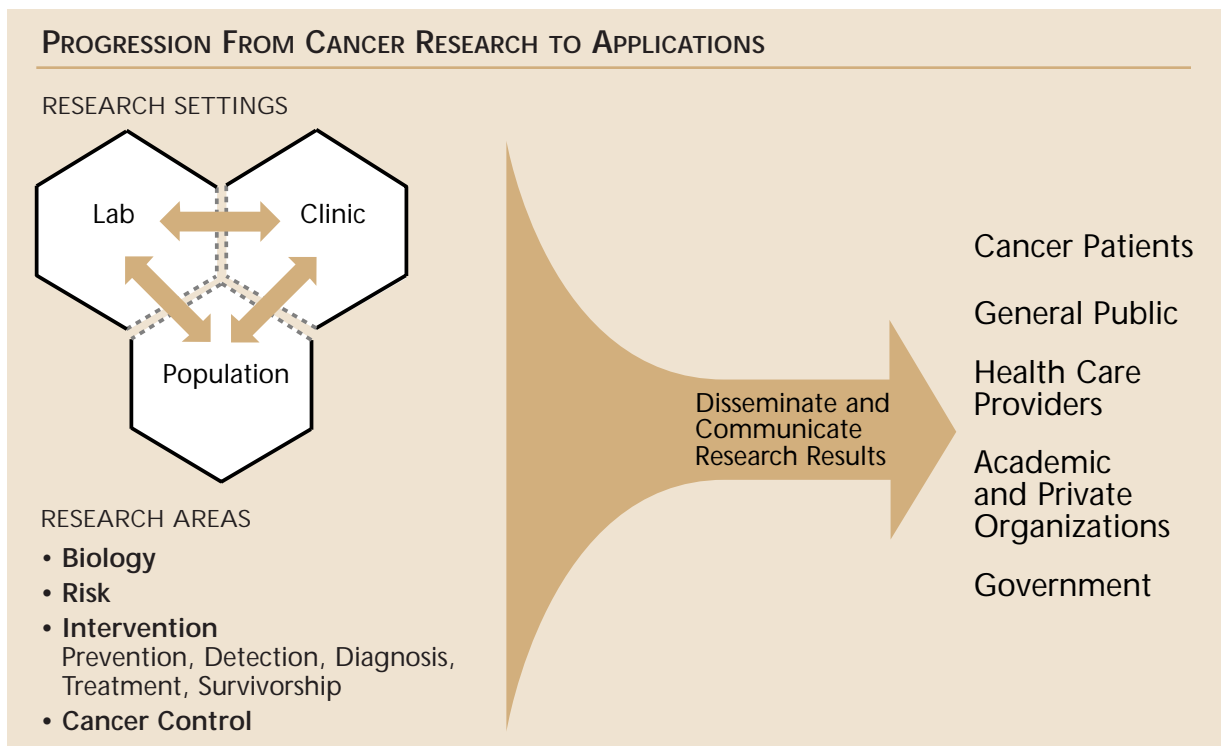 PROGRESSION FROM CANCER RESEARCH TO APPLICATIONS
RESEARCH SETTINGS
Lab
Clinic
Population
RESEARCH AREAS
• Biology
• Risk
• Intervention
Prevention, Detection, Diagnosis,
Treatment, Survivorship
• Cancer Control
Disseminate and
Communicate
Research Results
Cancer Patients
General Public
Health Care
Providers
Academic
and Private
Organizations
Government